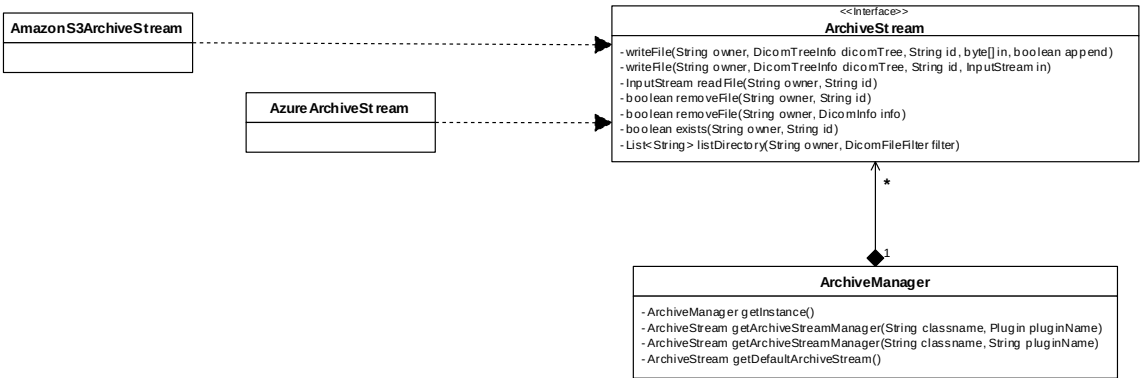 AmazonS3ArchiveStream
<<Interface>>
ArchiveStream
- writeFile(String owner, DicomTreeInfo dicomTree, String id, byte[] in, boolean append)
- writeFile(String owner, DicomTreeInfo dicomTree, String id, InputStream in)
- InputStream readFile(String owner, String id)
- boolean removeFile(String owner, String id)
- boolean removeFile(String owner, DicomInfo info)
- boolean exists(String owner, String id)
- List<String> listDirectory(String owner, DicomFileFilter filter)
AzureArchiveStream
*
1
ArchiveManager
- ArchiveManager getInstance()
- ArchiveStream getArchiveStreamManager(String classname, Plugin pluginName)
- ArchiveStream getArchiveStreamManager(String classname, String pluginName)
- ArchiveStream getDefaultArchiveStream()